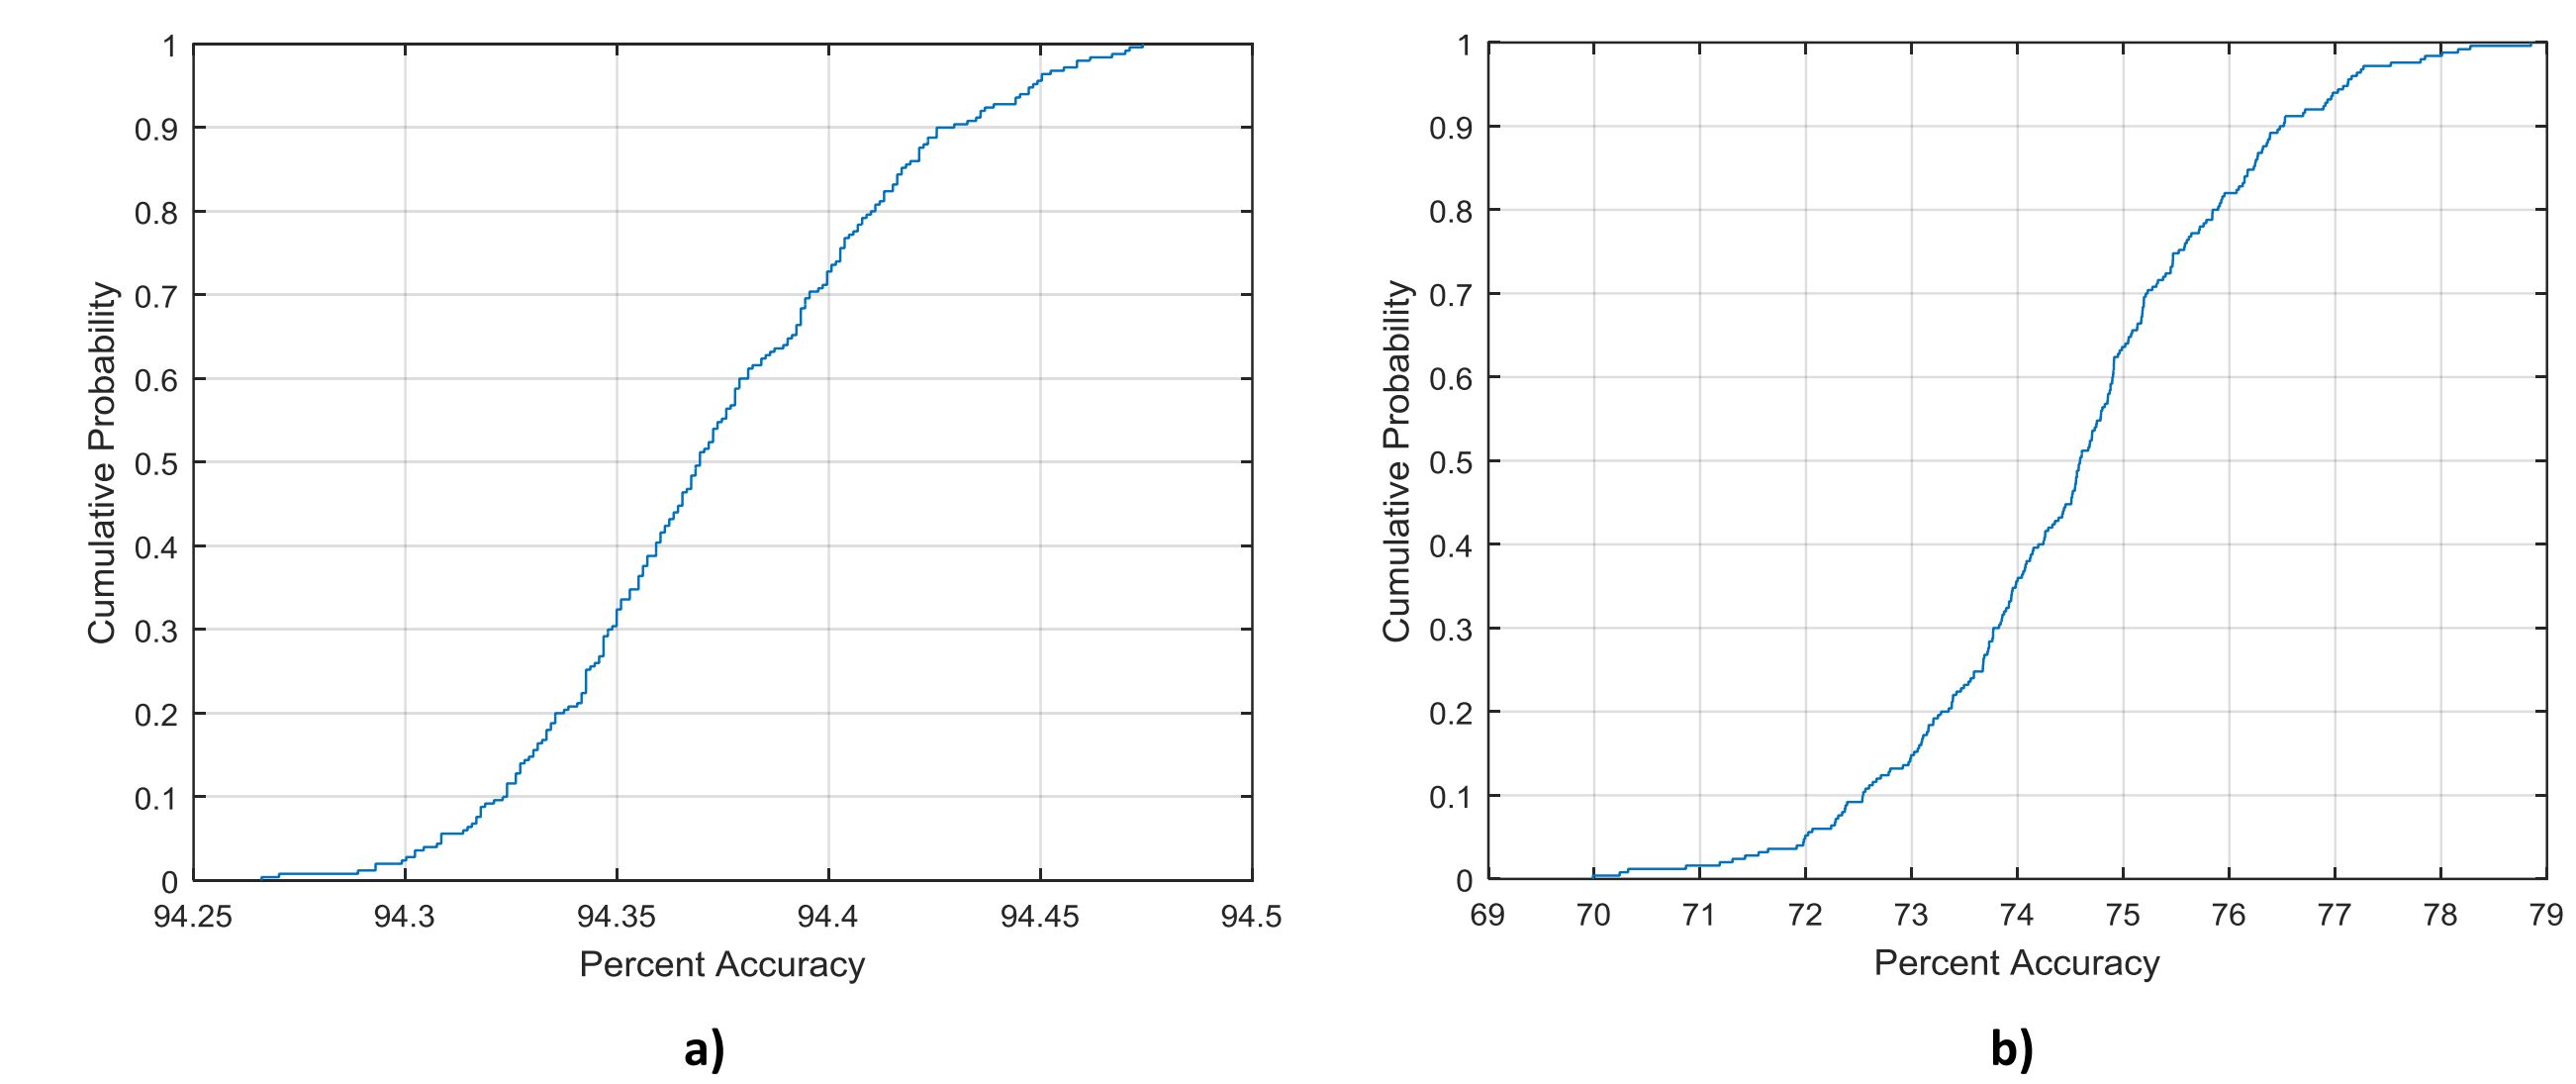 1
0.9
0.8
0.7
0.6
0.5
0.4
0.3
0.2
0.1
0
Cumulative Probability
94.25 94.3 94.35 94.4 94.45 94.5
Percent Accuracy
a)
1
0.9
0.8
0.7
0.6
0.5
0.4
0.3
0.2
0.1
0
Cumulative Probability
69 70 71 72 73 74 75 76 77 78 79
Percent Accuracy
b)